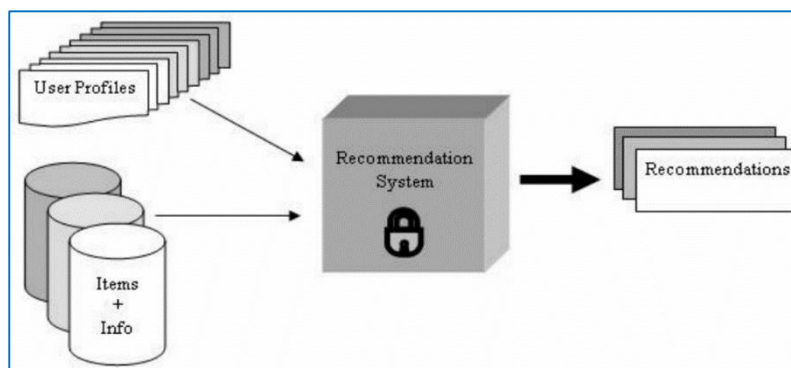 User Profiles
Recommendation
System
Recommendations
Items
+
Info